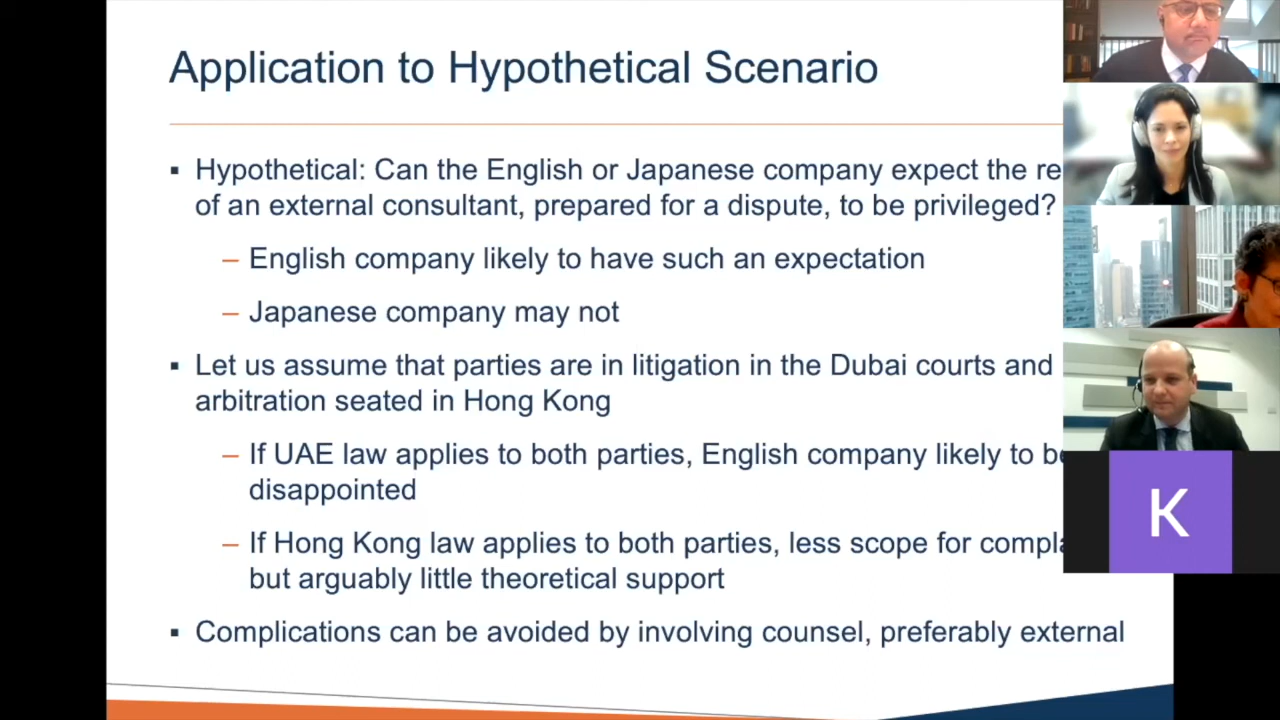 Application to Hypothetical Scenario
▪ Hypothetical: Can the English or Japanese company expect the
of an external consultant, prepared for a dispute, to be privileged?
– English company likely to have such an expectation
– Japanese company may not
▪ Let us assume that parties are in litigation in the Dubai courts and
arbitration seated in Hong Kong
– If UAE law applies to both parties, English company likely to
disappointed
– If Hong Kong law applies to both parties, less scope for
but arguably little theoretical support
▪ Complications can be avoided by involving counsel, preferably external
K